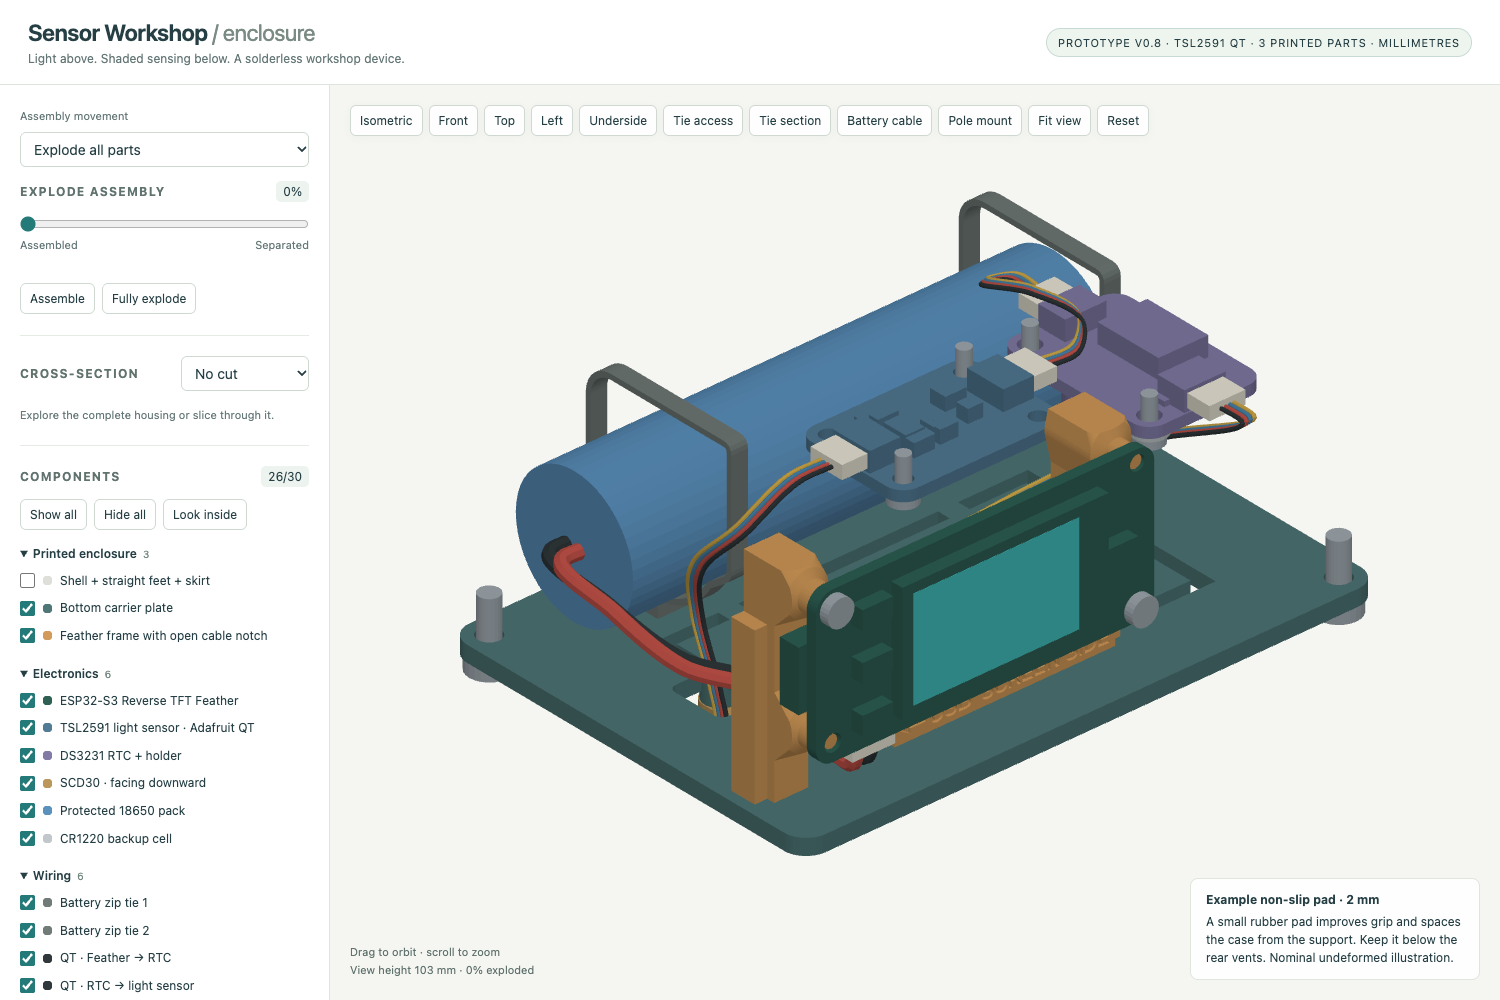 Sensor Workshop / enclosure
Light above. Shaded sensing below. A solderless workshop device.
PROTOTYPE V0.8 · TSL2591 QT · 3 PRINTED PARTS · MILLIMETRES
Assembly movement
Explode all parts
EXPLODE ASSEMBLY 0%
Assembled Separated
Assemble Fully explode
CROSS-SECTION No cut
Explore the complete housing or slice through it.
COMPONENTS 26/30
Show all Hide all Look inside
Printed enclosure 3
Shell + straight feet + skirt
Bottom carrier plate
Feather frame with open cable notch
Electronics 6
ESP32-S3 Reverse TFT Feather
TSL2591 light sensor · Adafruit QT
DS3231 RTC + holder
SCD30 · facing downward
Protected 18650 pack
CR1220 backup cell
Wiring 6
Battery zip tie 1
Battery zip tie 2
QT · Feather → RTC
QT · RTC → light sensor
Isometric Front Top Left Underside Tie access Tie section Battery cable Pole mount Fit view Reset
Drag to orbit · scroll to zoom
View height 103 mm · 0% exploded
Example non-slip pad · 2 mm
A small rubber pad improves grip and spaces
the case from the support. Keep it below the
rear vents. Nominal undeformed illustration.